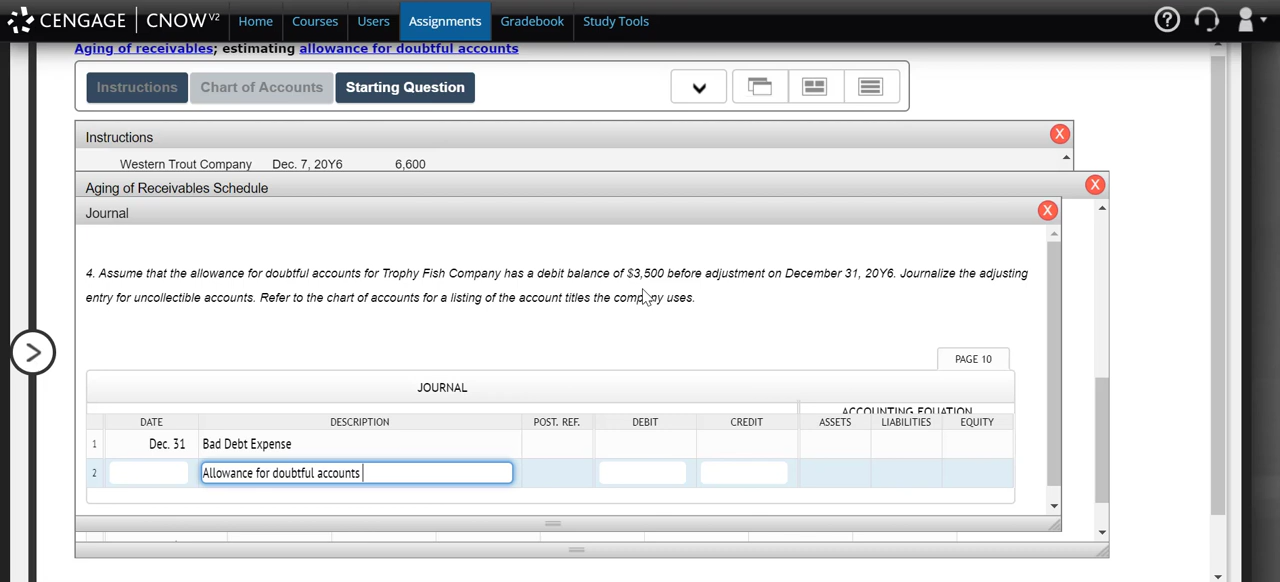 CENGAGE CNOWv2 Home Courses Users Assignments Gradebook Study Tools
Aging of receivables; estimating allowance for doubtful accounts
Instructions Chart of Accounts Starting Question
Instructions X
Western Trout Company Dec. 7, 20Y6 6,600
Aging of Receivables Schedule X
Journal X
4. Assume that the allowance for doubtful accounts for Trophy Fish Company has a debit balance of $3,500 before adjustment on December 31, 20Y6. Journalize the adjusting
entry for uncollectible accounts. Refer to the chart of accounts for a listing of the account titles the company uses.
PAGE 10
JOURNAL
ACCOUNTING EQUATION
DATE DESCRIPTION POST. REF. DEBIT CREDIT ASSETS LIABILITIES EQUITY
1 Dec. 31 Bad Debt Expense
2 Allowance for doubtful accounts